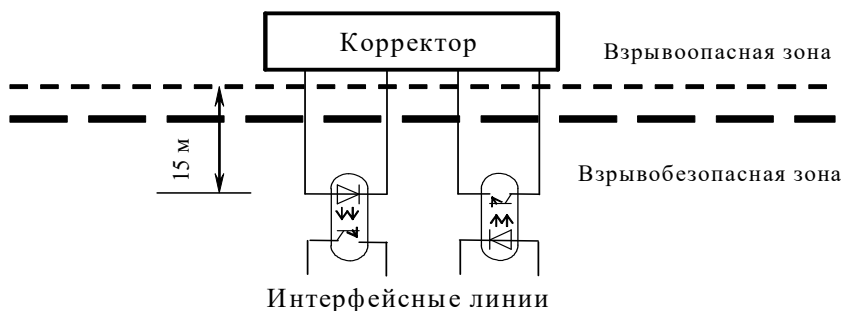 Корректор
Взрывоопасная зона
15 м
Взрывобезопасная зона
Интерфейсные линии